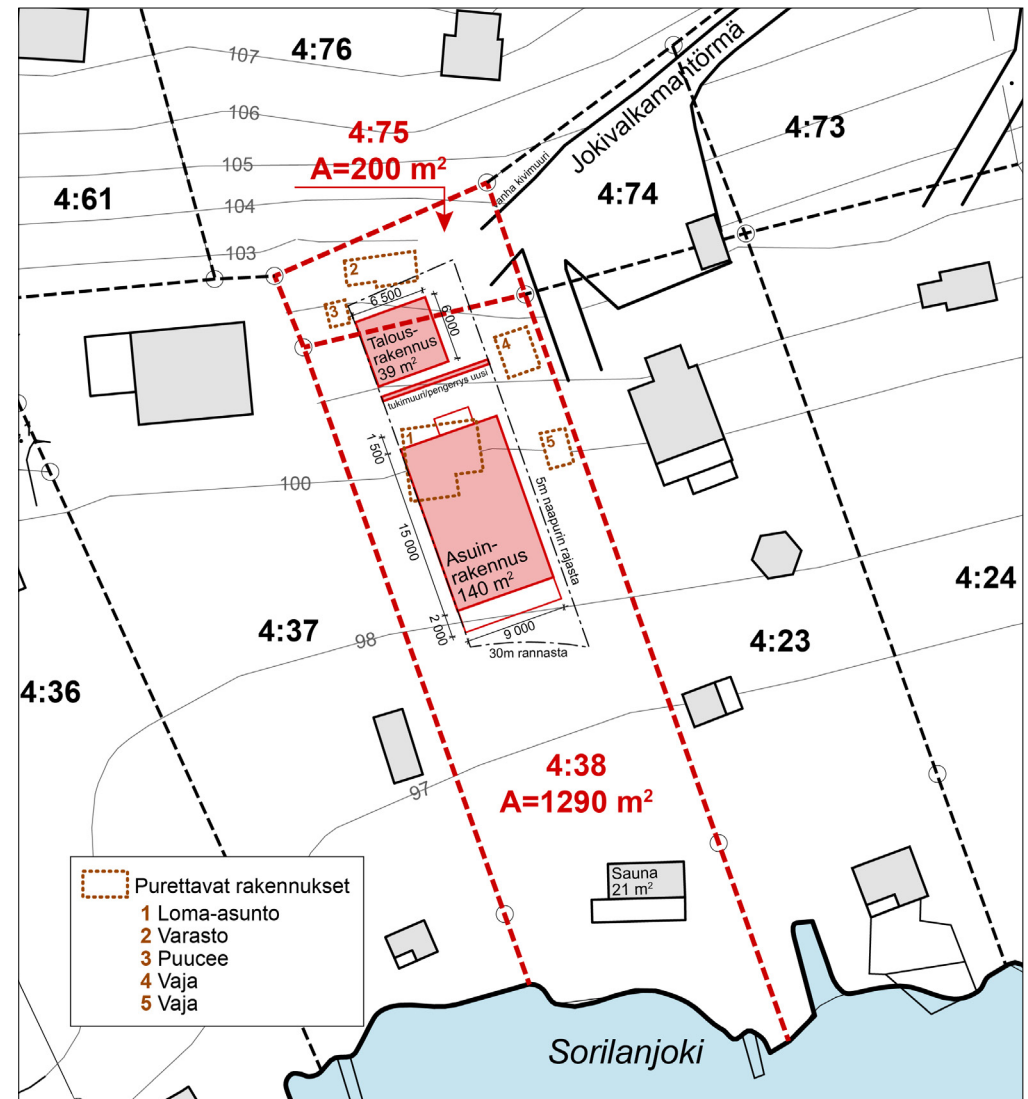 107
4:76
106
4:75
A=200 m²
105
104
103
4:61
Jokivalkamantörmä
vanha kivimuuri
4:73
4:74
2
3
6 500
6 000
Talous-
rakennus
39 m²
4
tukimuuri/pengerrys uusi
1
5
1 500
100
15 000
5m naapurin rajasta
Asuin-
rakennus
140 m²
2 000
9 000
30m rannasta
98
4:37
4:36
4:24
4:23
97
4:38
A=1290 m²
Sauna
21 m²
Purettavat rakennukset
1 Loma-asunto
2 Varasto
3 Puucee
4 Vaja
5 Vaja
Sorilanjoki